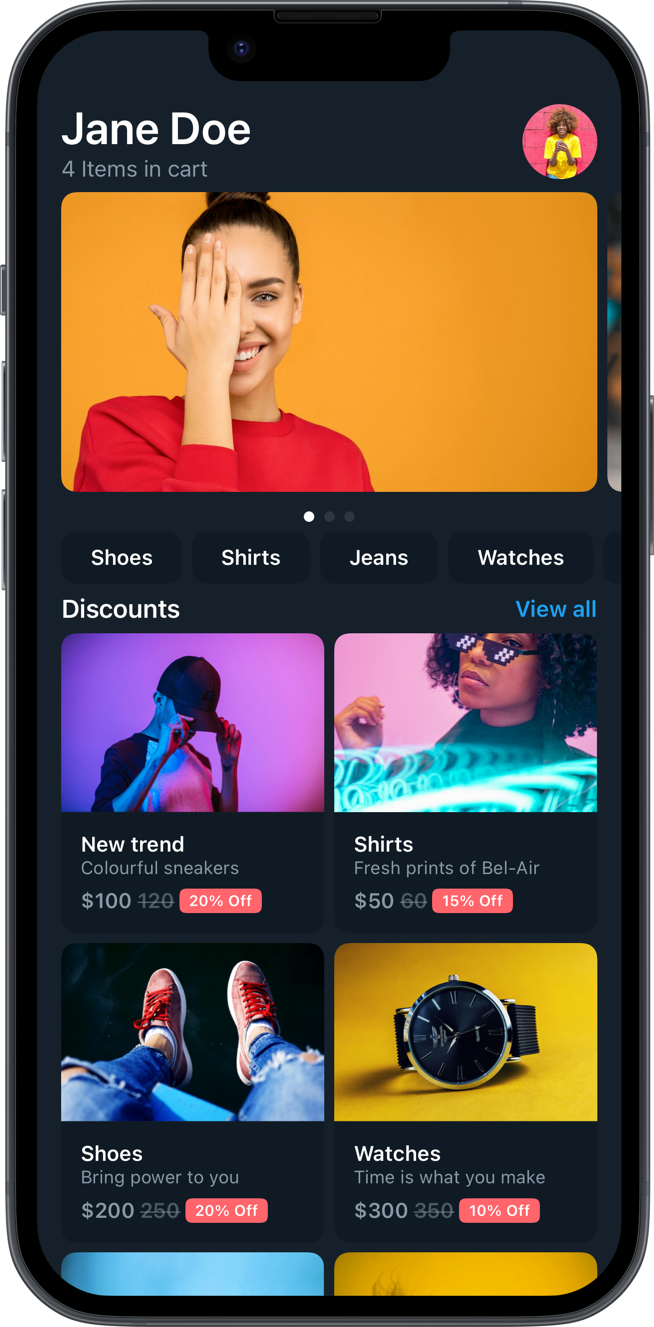 Jane Doe
4 Items in cart
Shoes
Shirts
Jeans
Watches
Discounts
View all
New trend
Colourful sneakers
$100 120 20% Off
Shirts
Fresh prints of Bel-Air
$50 60 15% Off
Shoes
Bring power to you
$200 250 20% Off
Watches
Time is what you make
$300 350 10% Off